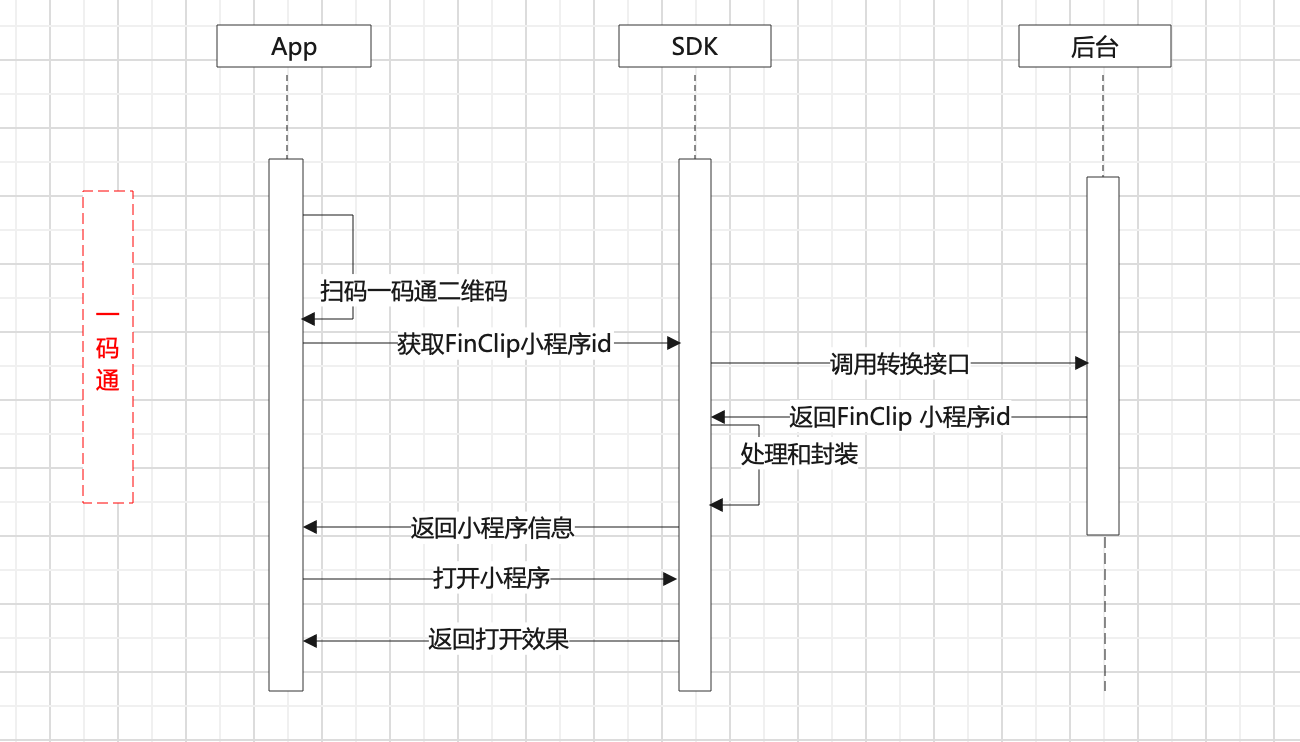 App
SDK
后台
一码通
扫码一码通二维码
获取FinClip小程序id
调用转换接口
返回FinClip 小程序id
处理和封装
返回小程序信息
打开小程序
返回打开效果